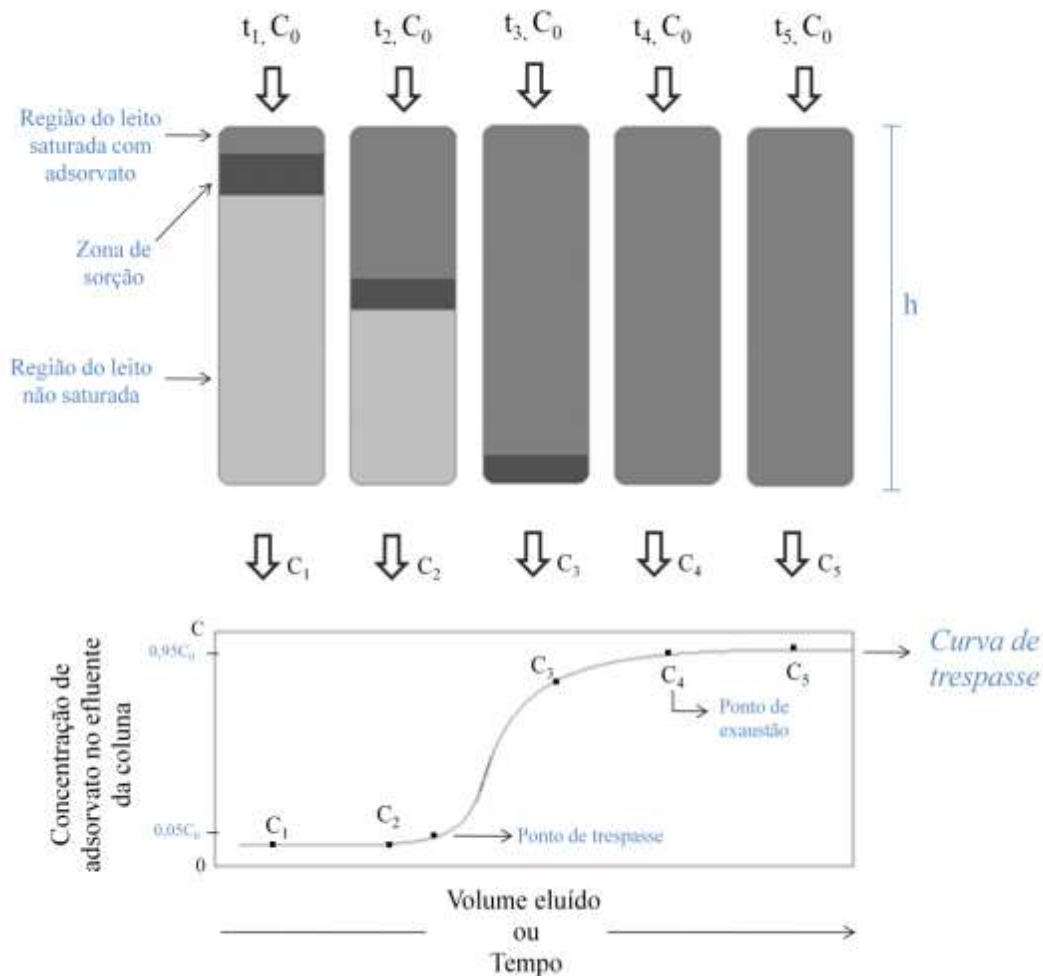 t1, C0
t2, C0
t3, C0
t4, C0
t5, C0
Região do leito
saturada com
adsorvato
Zona de
sorção
Região do leito
não saturada
h
C1
C2
C3
C4
C5
Concentração de
adsorvato no efluente
da coluna
C
0,95C0
0,05C0
0
C1
C2
C3
C4
C5
Ponto de
exaustão
Ponto de trespasse
Curva de
trespasse
Volume eluído
ou
Tempo